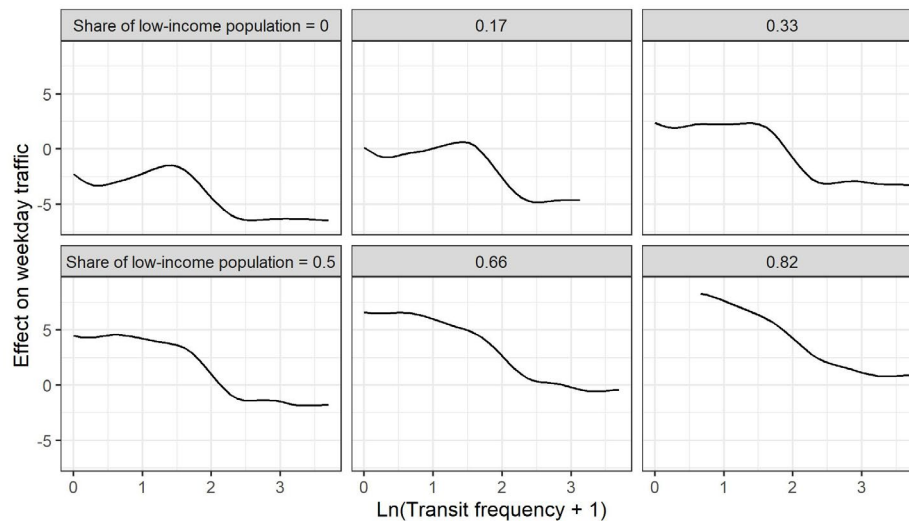 Share of low-income population = 0
0.17
0.33
5
0
-5
Share of low-income population = 0.5
0.66
0.82
5
0
-5
0 1 2 3
0 1 2 3
0 1 2 3
Effect on weekday traffic
Ln(Transit frequency + 1)